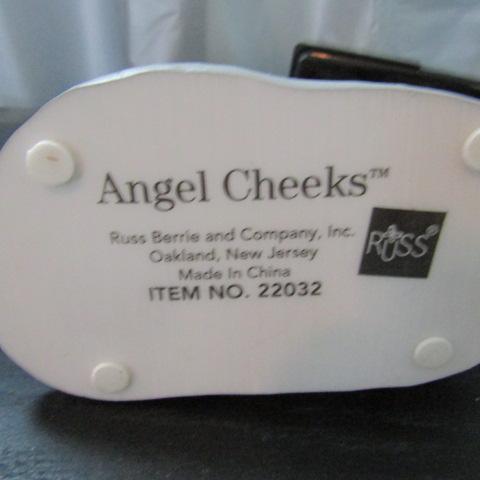 Angel Cheeks™
Russ Berrie and Company, Inc.
Oakland, New Jersey
Made In China
ITEM NO. 22032
RUSS®